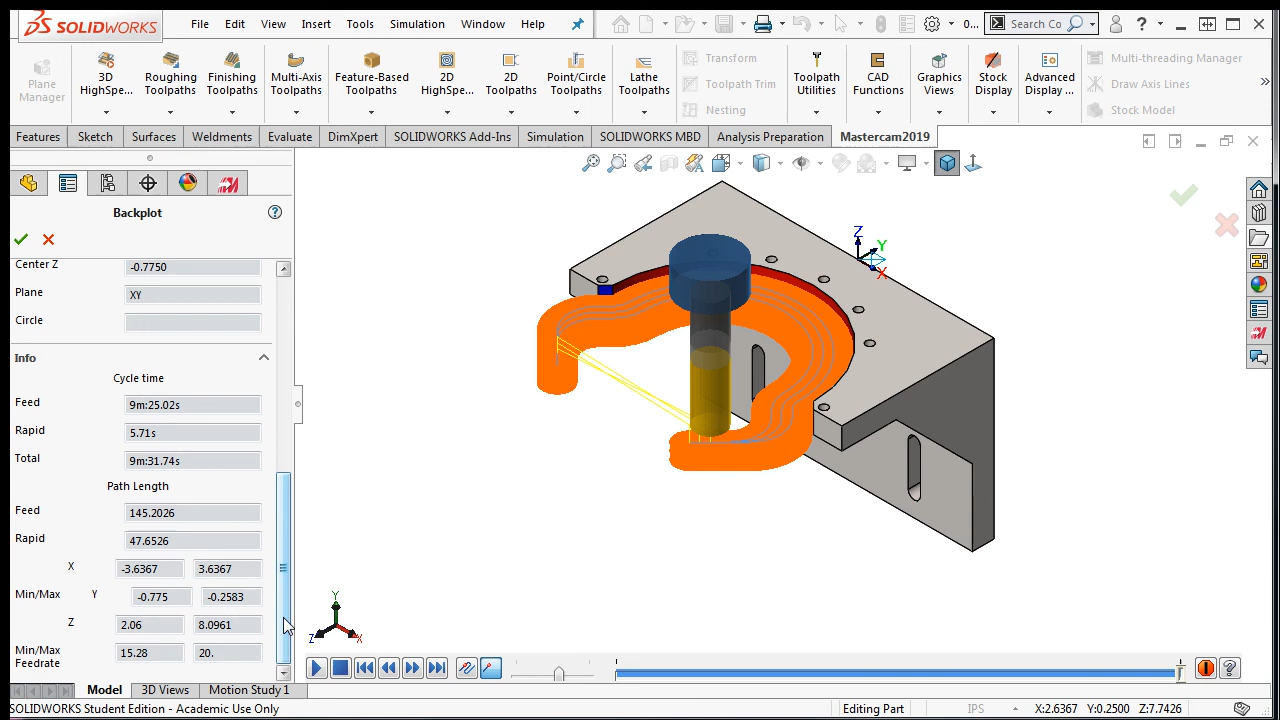 SOLIDWORKS File Edit View Insert Tools Simulation Window Help 0... Search Co
Plane Manager 3D HighSpe... Roughing Toolpaths Finishing Toolpaths Multi-Axis Toolpaths Feature-Based Toolpaths 2D HighSpe... 2D Toolpaths Point/Circle Toolpaths Lathe Toolpaths Transform Toolpath Trim Nesting Toolpath Utilities CAD Functions Graphics Views Stock Display Advanced Display ... Multi-threading Manager Draw Axis Lines Stock Model
Features Sketch Surfaces Weldments Evaluate DimXpert SOLIDWORKS Add-Ins Simulation SOLIDWORKS MBD Analysis Preparation Mastercam2019
Backplot
Center Z -0.7750
Plane XY
Circle
Info
Cycle time
Feed 9m:25.02s
Rapid 5.71s
Total 9m:31.74s
Path Length
Feed 145.2026
Rapid 47.6526
X -3.6367 3.6367
Min/Max Y -0.775 -0.2583
Z 2.06 8.0961
Min/Max Feedrate 15.28 20.
Z Y X
Y Z X
Model 3D Views Motion Study 1
SOLIDWORKS Student Edition - Academic Use Only Editing Part IPS X:2.6367 Y:0.2500 Z:7.7426